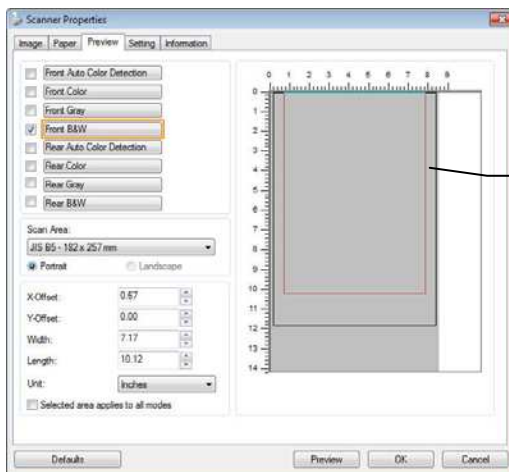 Scanner Properties
Image Paper Preview Setting Information
Front Auto Color Detection
Front Color
Front Gray
Front B&W
Rear Auto Color Detection
Rear Color
Rear Gray
Rear B&W
Scan Area:
JIS B5 - 182 x 257 mm
Portrait Landscape
X-Offset: 0.67
Y-Offset: 0.00
Width: 7.17
Length: 10.12
Unit: Inches
Selected area applies to all modes
0 1 2 3 4 5 6 7 8 9
0
1
2
3
4
5
6
7
8
9
10
11
12
13
14
Defaults Preview OK Cancel